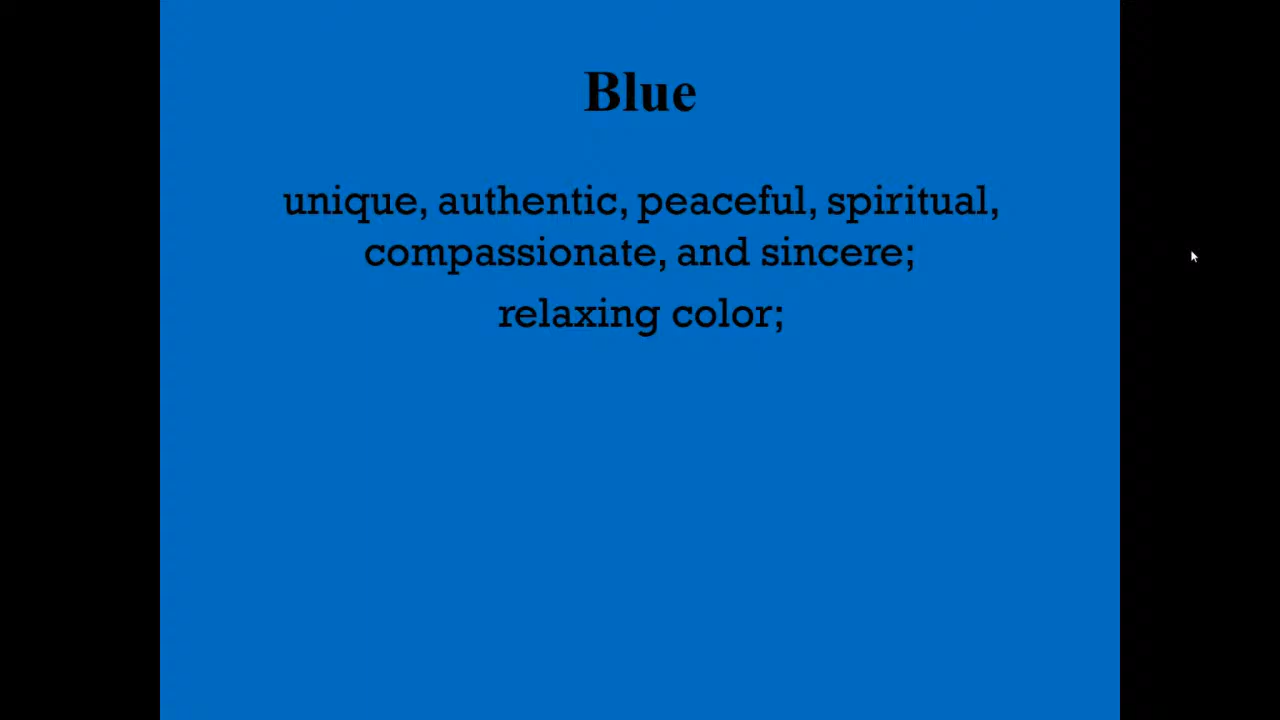 Blue
unique, authentic, peaceful, spiritual,
compassionate, and sincere;
relaxing color;